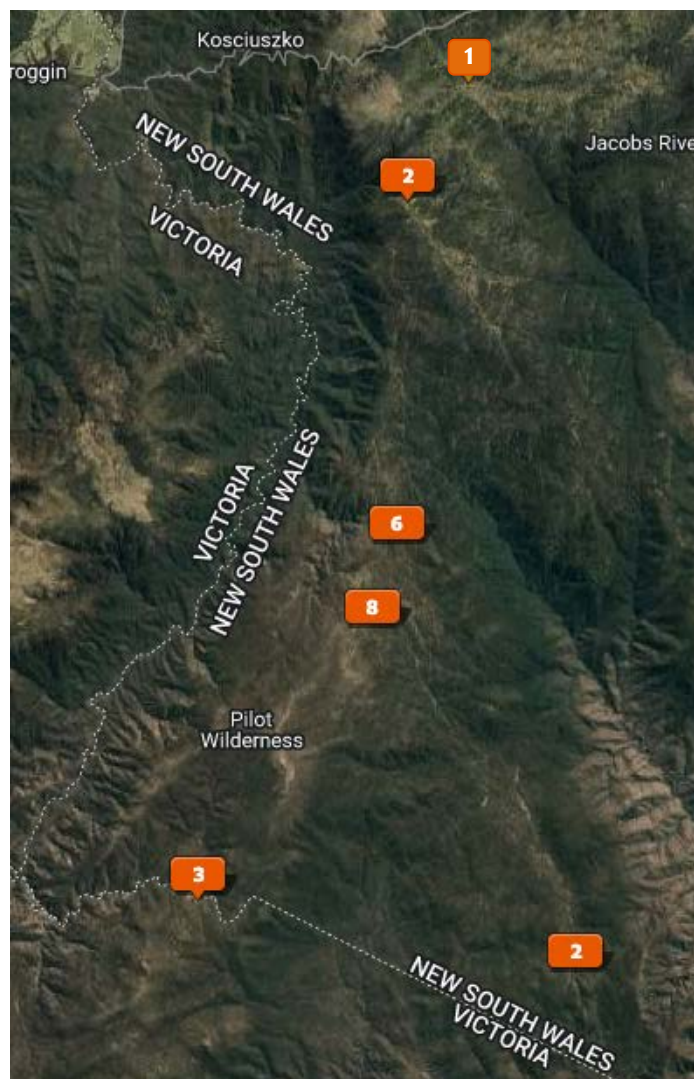 Kosciuszko
1
roggin
NEW SOUTH WALES
VICTORIA
Jacobs Rive
2
VICTORIA
NEW SOUTH WALES
6
8
Pilot
Wilderness
3
2
NEW SOUTH WALES
VICTORIA